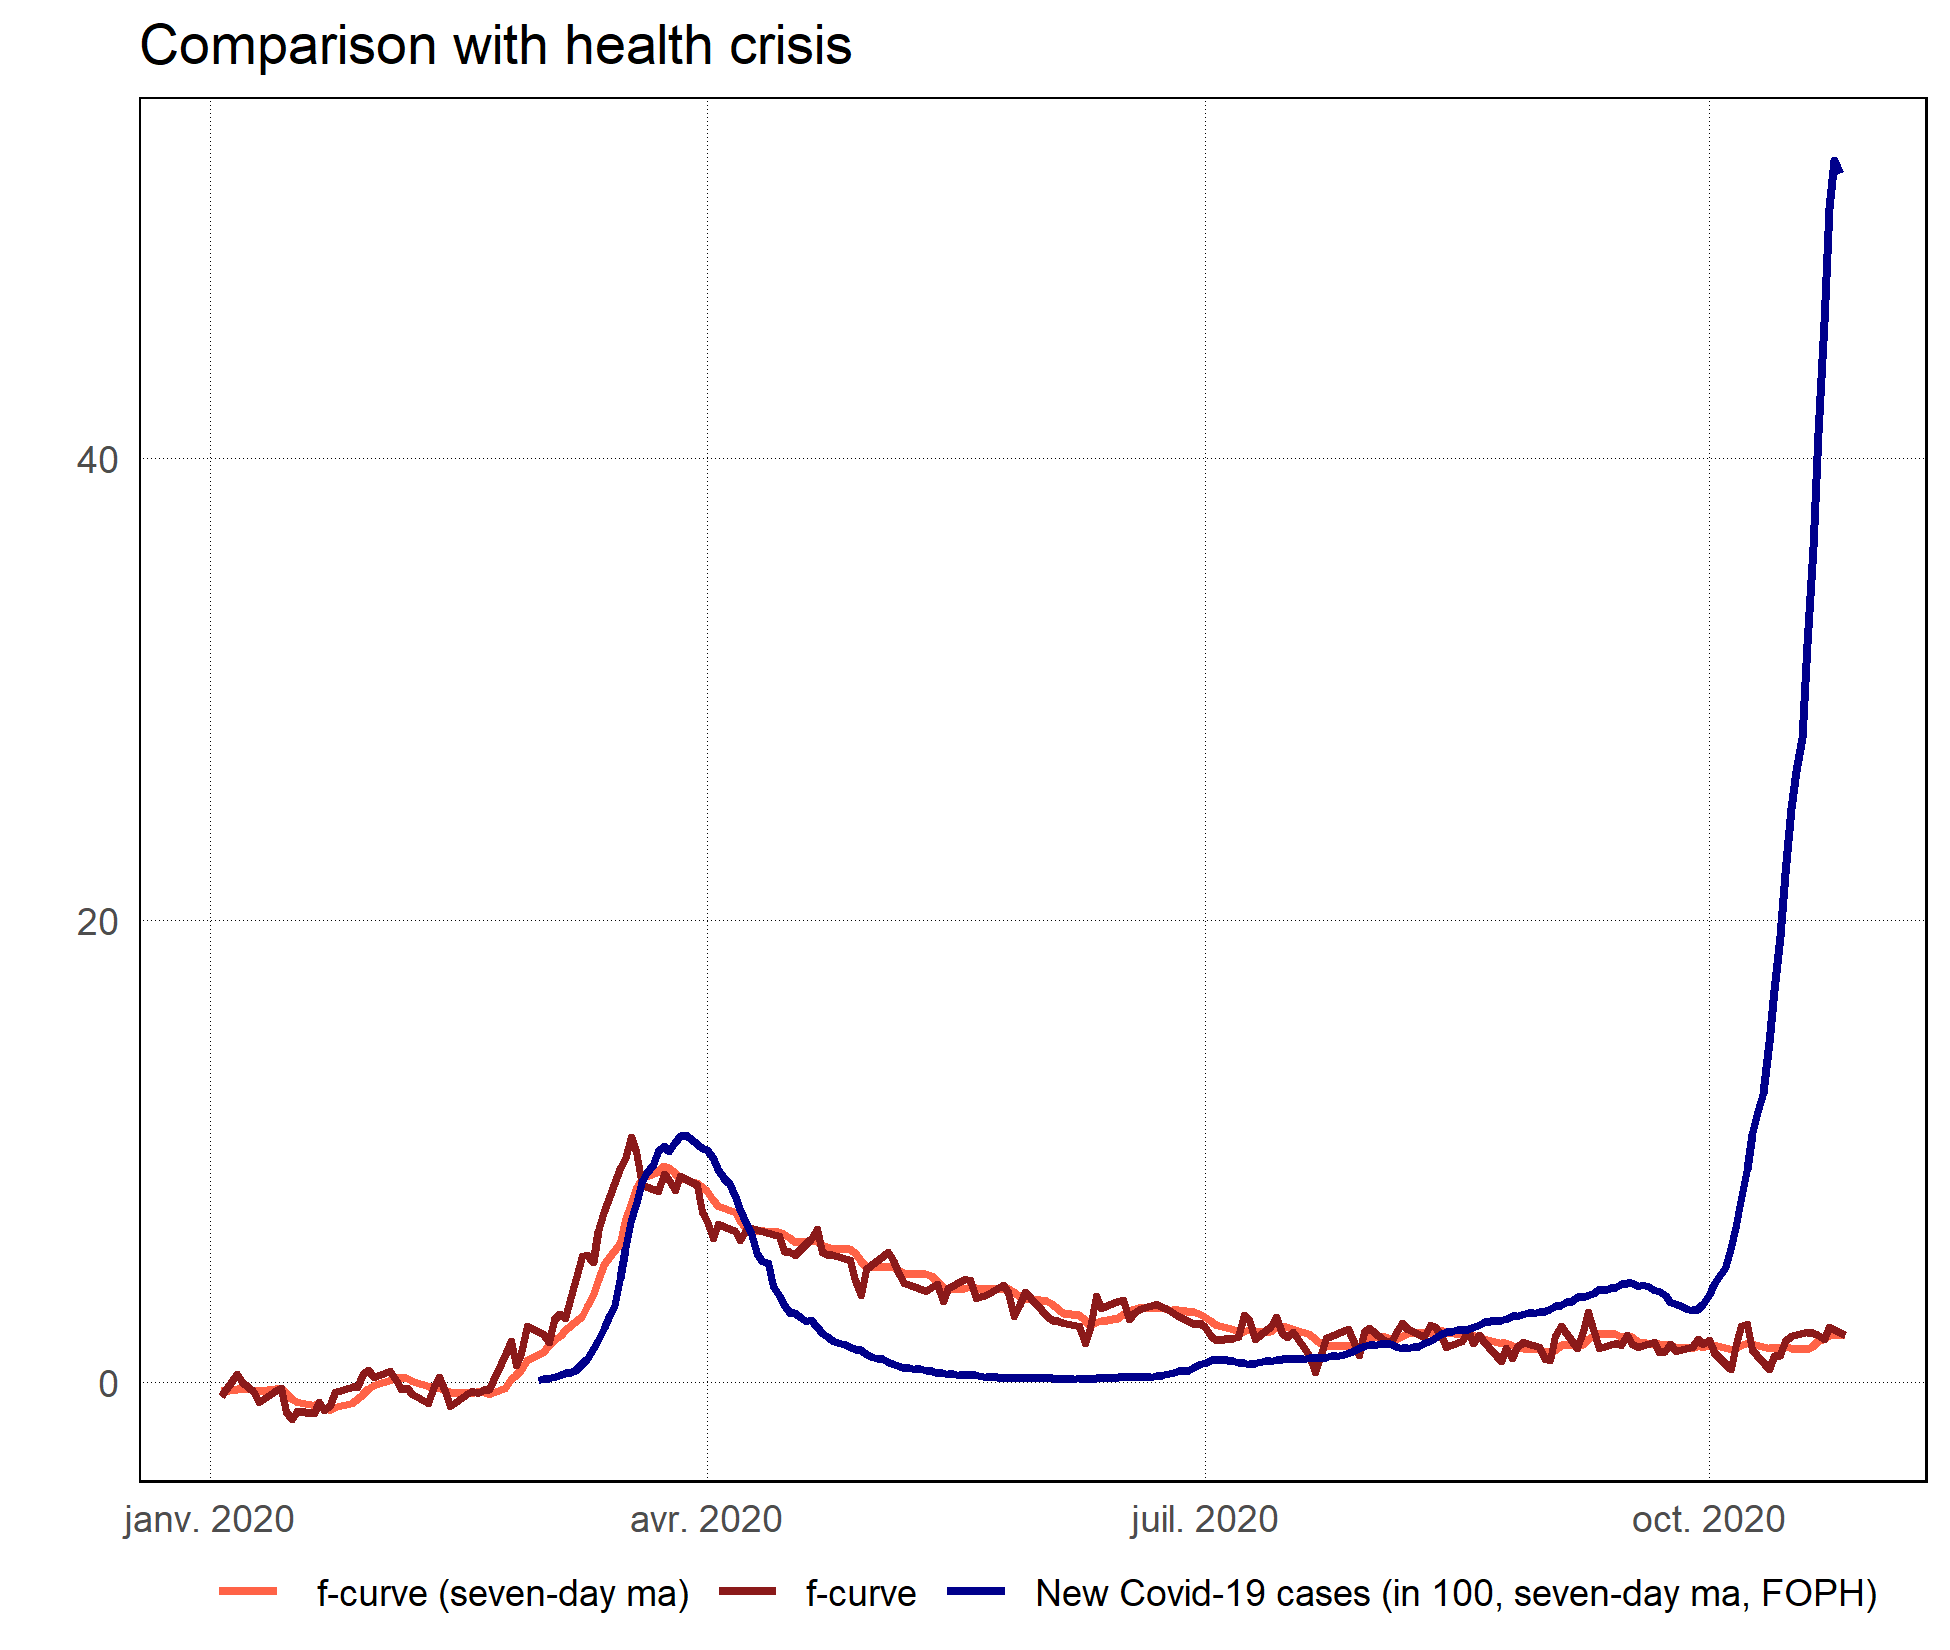 Comparison with health crisis
40
20
0
janv. 2020 avr. 2020 juil. 2020 oct. 2020
f-curve (seven-day ma) f-curve New Covid-19 cases (in 100, seven-day ma, FOPH)